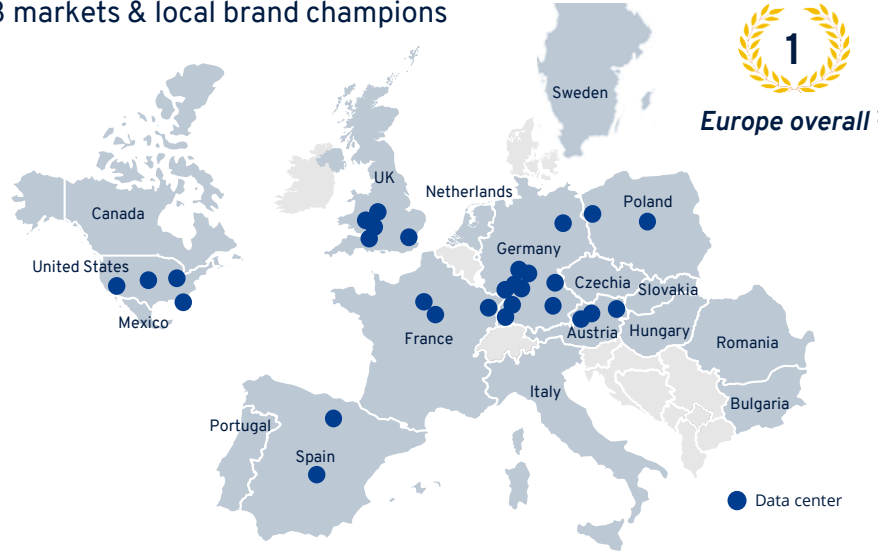 markets & local brand champions
1
Europe overall
Sweden
UK
Netherlands
Poland
Canada
Germany
United States
Czechia
Slovakia
Mexico
France
Austria
Hungary
Romania
Italy
Bulgaria
Portugal
Spain
Data center